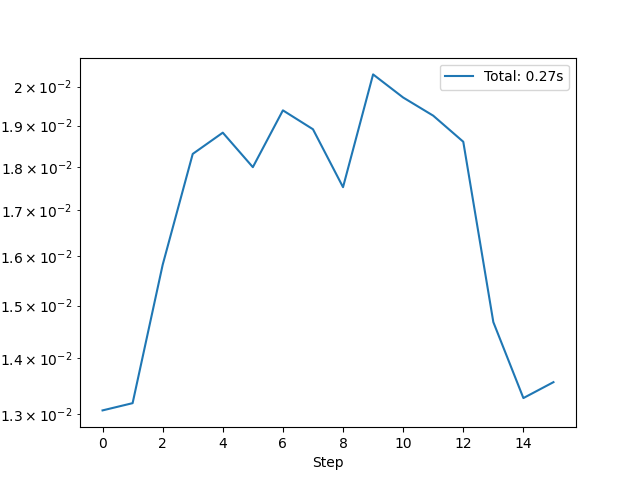 Total: 0.27s
2 × 10⁻²
1.9 × 10⁻²
1.8 × 10⁻²
1.7 × 10⁻²
1.6 × 10⁻²
1.5 × 10⁻²
1.4 × 10⁻²
1.3 × 10⁻²
0 2 4 6 8 10 12 14
Step